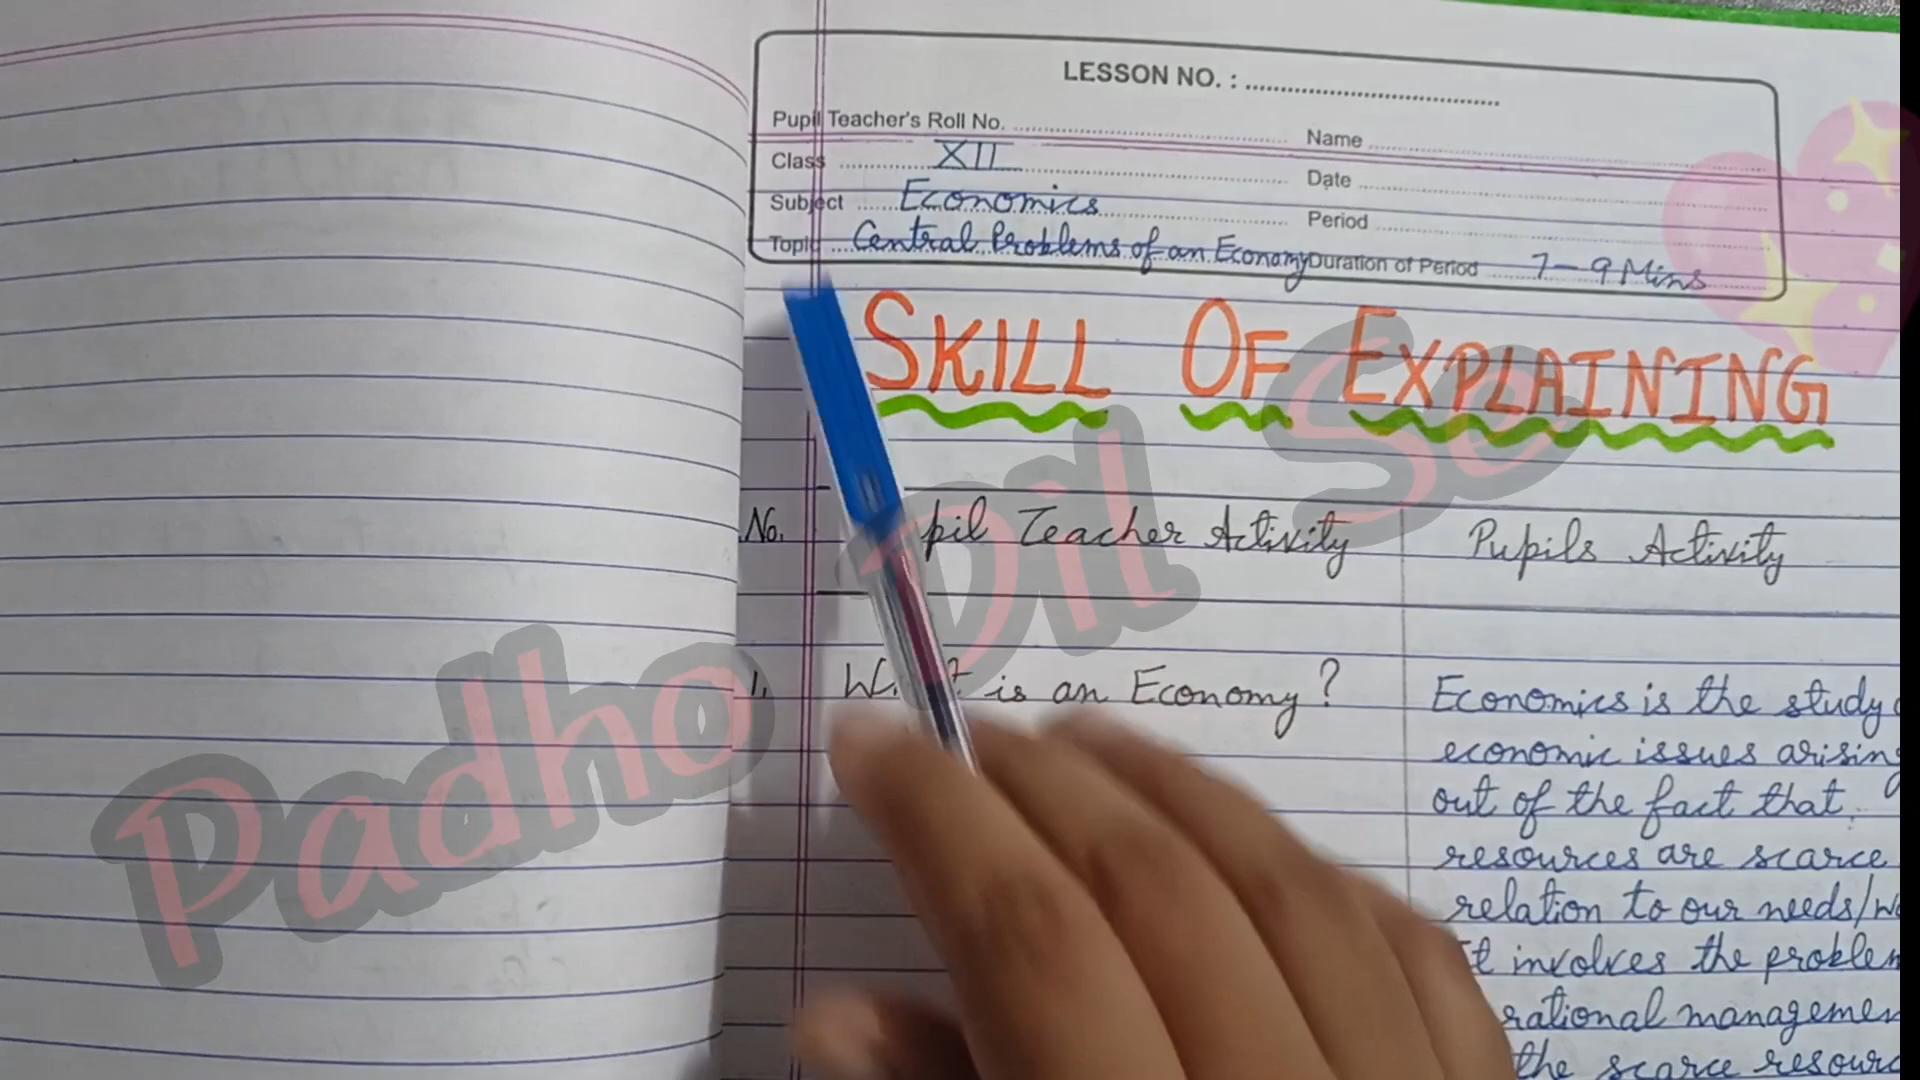 LESSON NO. :
Pupil Teacher's Roll No.
Name
Class XII
Date
Subject Economics
Period
Topic Central Problems of an Economy
Duration of Period 7-9 Mins
SKILL OF EXPLAINING
No. pil Teacher Activity Pupils Activity
1. is an Economy? Economics is the study
economic issues arising
out of the fact that
resources are scarce
relation to our needs/
involves the
rational
the scarce
Padho Dil Se